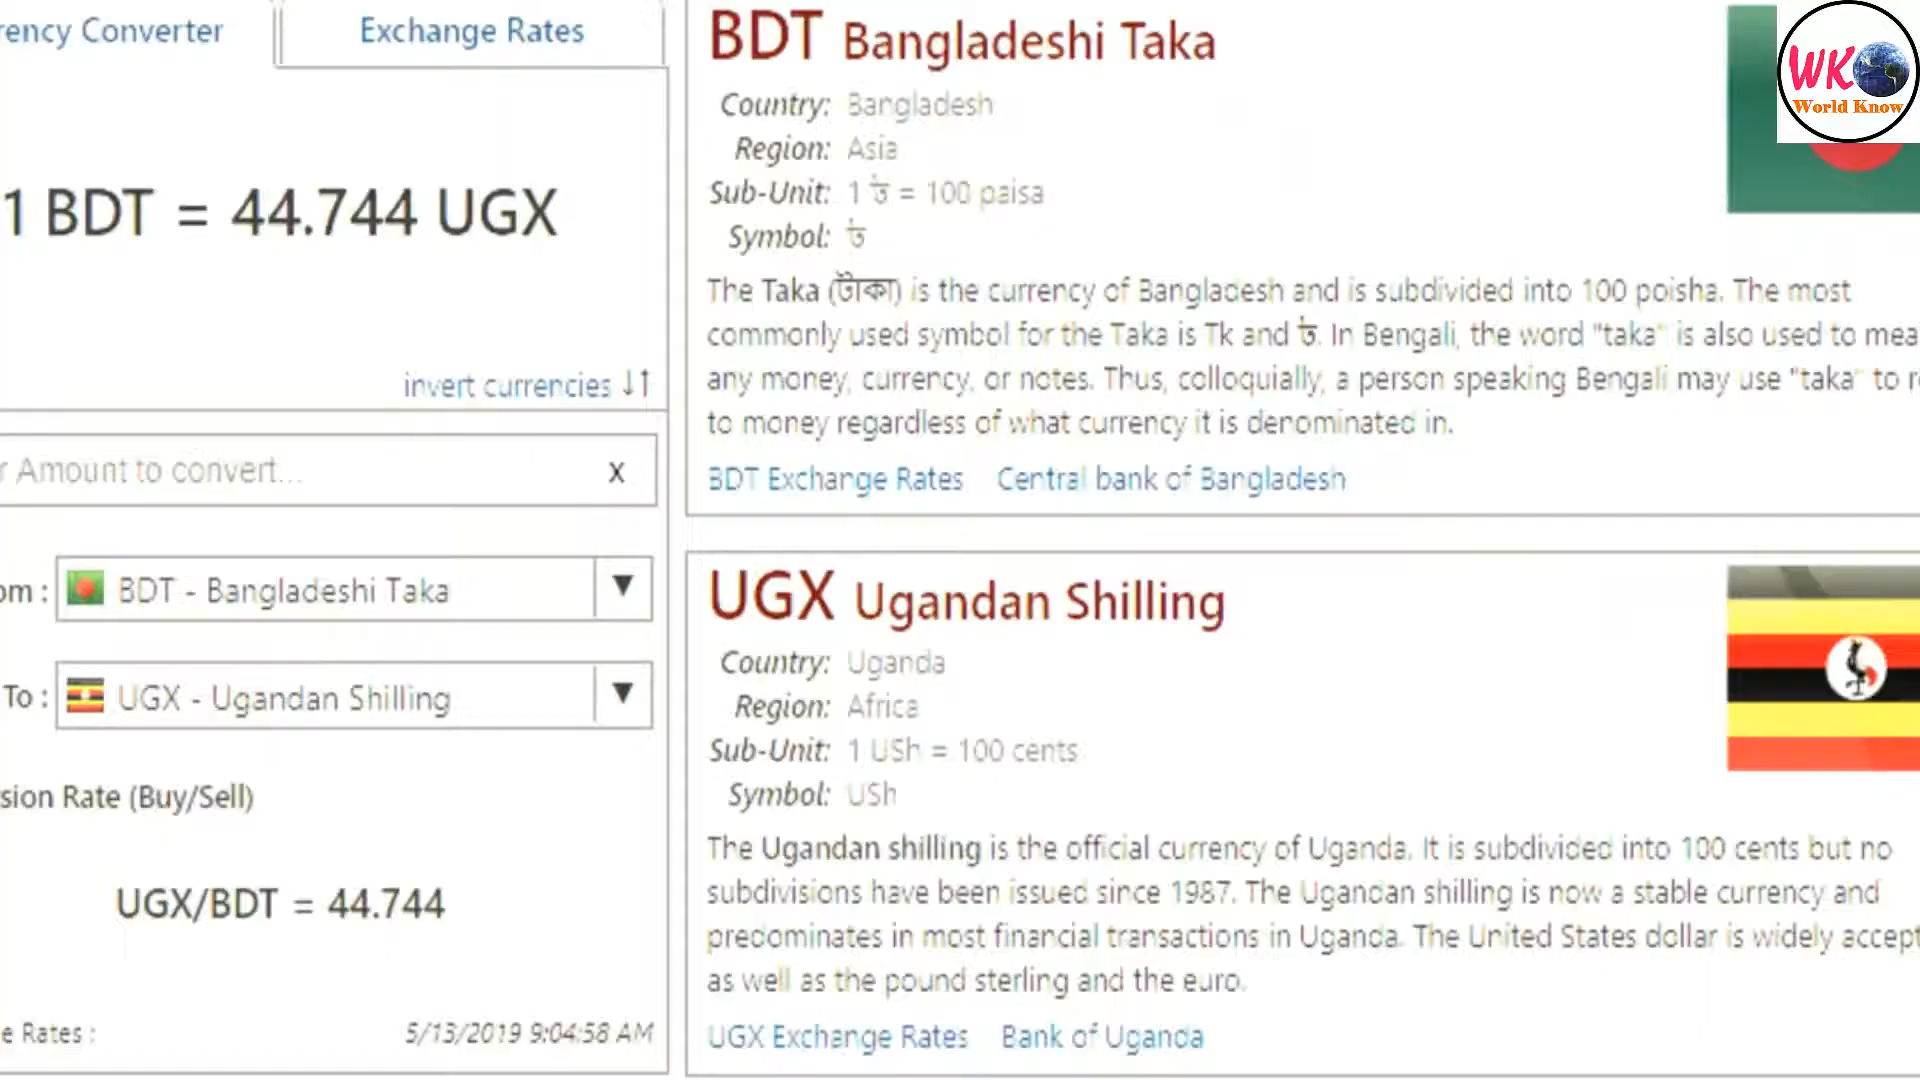 rency Converter
Exchange Rates
1 BDT = 44.744 UGX
invert currencies ↓↑
r Amount to convert...
X
om :
BDT - Bangladeshi Taka
▼
To :
UGX - Ugandan Shilling
▼
sion Rate (Buy/Sell)
UGX/BDT = 44.744
e Rates :
5/13/2019 9:04:58 AM
BDT Bangladeshi Taka
Country: Bangladesh
Region: Asia
Sub-Unit: 1 ৳ = 100 paisa
Symbol: ৳
The Taka (টাকা) is the currency of Bangladesh and is subdivided into 100 poisha. The most
commonly used symbol for the Taka is Tk and ৳. In Bengali, the word "taka" is also used to mea
any money, currency, or notes. Thus, colloquially, a person speaking Bengali may use "taka" to r
to money regardless of what currency it is denominated in.
BDT Exchange Rates Central bank of Bangladesh
UGX Ugandan Shilling
Country: Uganda
Region: Africa
Sub-Unit: 1 USh = 100 cents
Symbol: USh
The Ugandan shilling is the official currency of Uganda. It is subdivided into 100 cents but no
subdivisions have been issued since 1987. The Ugandan shilling is now a stable currency and
predominates in most financial transactions in Uganda. The United States dollar is widely accept
as well as the pound sterling and the euro.
UGX Exchange Rates Bank of Uganda
WK
World Know